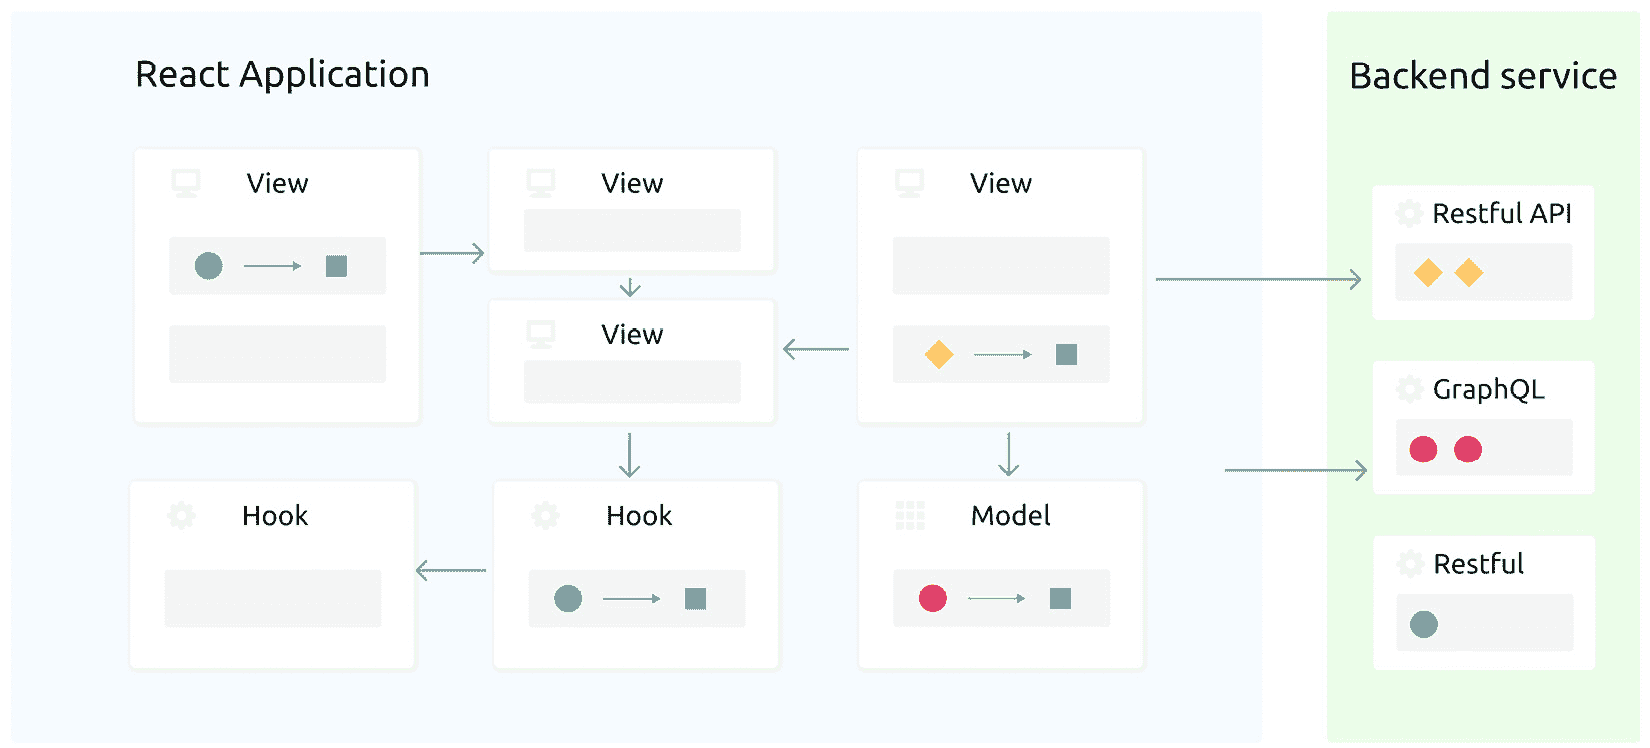 React Application
Backend service
View
View
View
Restful API
View
GraphQL
Hook
Hook
Model
Restful